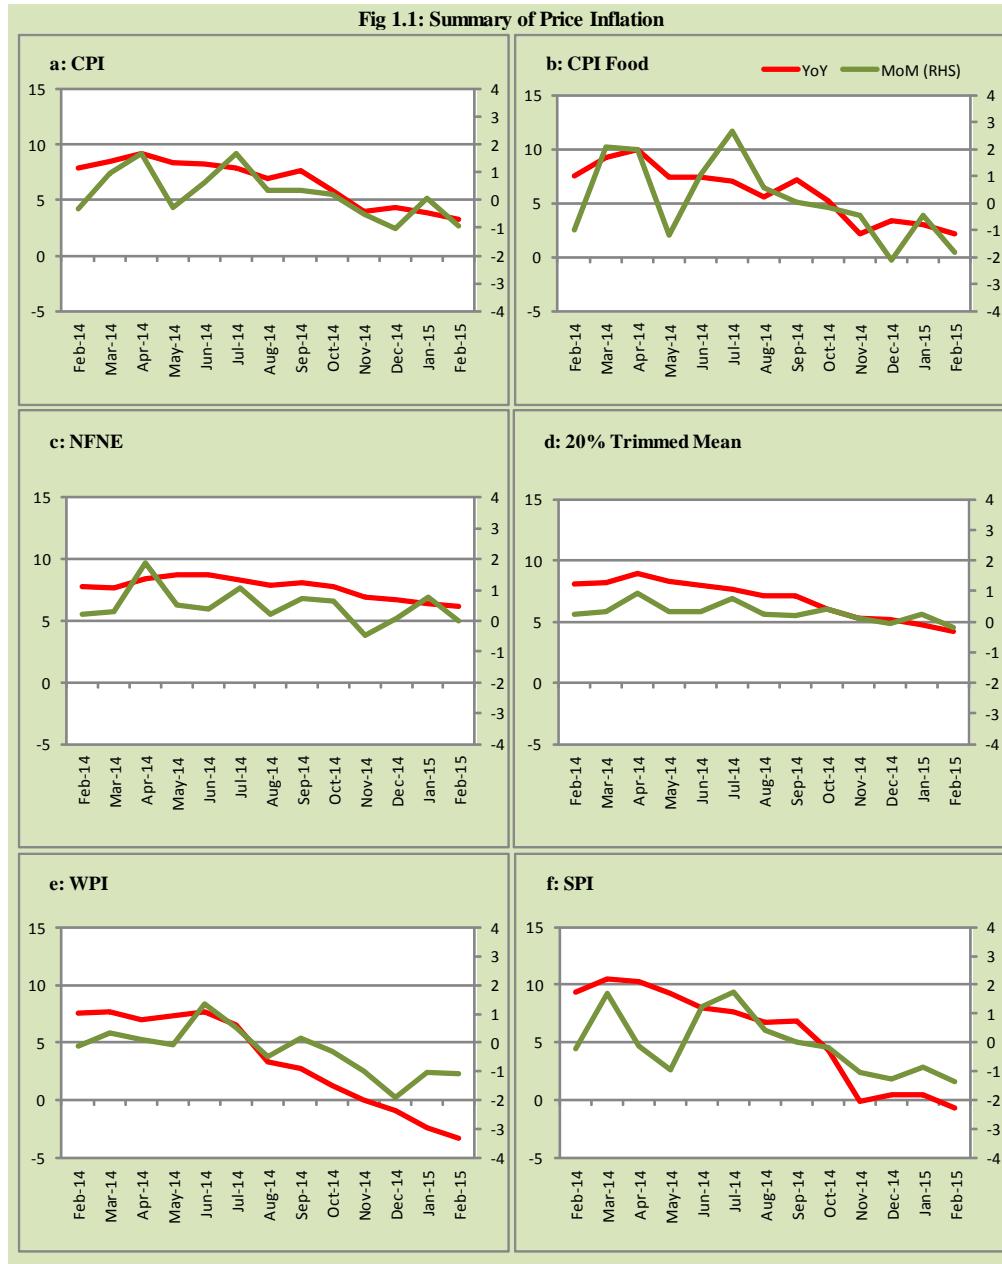 Fig 1.1: Summary of Price Inflation
a: CPI
15
10
5
0
-5
4
3
2
1
0
-1
-2
-3
-4
Feb-14
Mar-14
Apr-14
May-14
Jun-14
Jul-14
Aug-14
Sep-14
Oct-14
Nov-14
Dec-14
Jan-15
Feb-15
b: CPI Food
YoY
MoM (RHS)
15
10
5
0
-5
4
3
2
1
0
-1
-2
-3
-4
Feb-14
Mar-14
Apr-14
May-14
Jun-14
Jul-14
Aug-14
Sep-14
Oct-14
Nov-14
Dec-14
Jan-15
Feb-15
c: NFNE
15
10
5
0
-5
4
3
2
1
0
-1
-2
-3
-4
Feb-14
Mar-14
Apr-14
May-14
Jun-14
Jul-14
Aug-14
Sep-14
Oct-14
Nov-14
Dec-14
Jan-15
Feb-15
d: 20% Trimmed Mean
15
10
5
0
-5
4
3
2
1
0
-1
-2
-3
-4
Feb-14
Mar-14
Apr-14
May-14
Jun-14
Jul-14
Aug-14
Sep-14
Oct-14
Nov-14
Dec-14
Jan-15
Feb-15
e: WPI
15
10
5
0
-5
4
3
2
1
0
-1
-2
-3
-4
Feb-14
Mar-14
Apr-14
May-14
Jun-14
Jul-14
Aug-14
Sep-14
Oct-14
Nov-14
Dec-14
Jan-15
Feb-15
f: SPI
15
10
5
0
-5
4
3
2
1
0
-1
-2
-3
-4
Feb-14
Mar-14
Apr-14
May-14
Jun-14
Jul-14
Aug-14
Sep-14
Oct-14
Nov-14
Dec-14
Jan-15
Feb-15